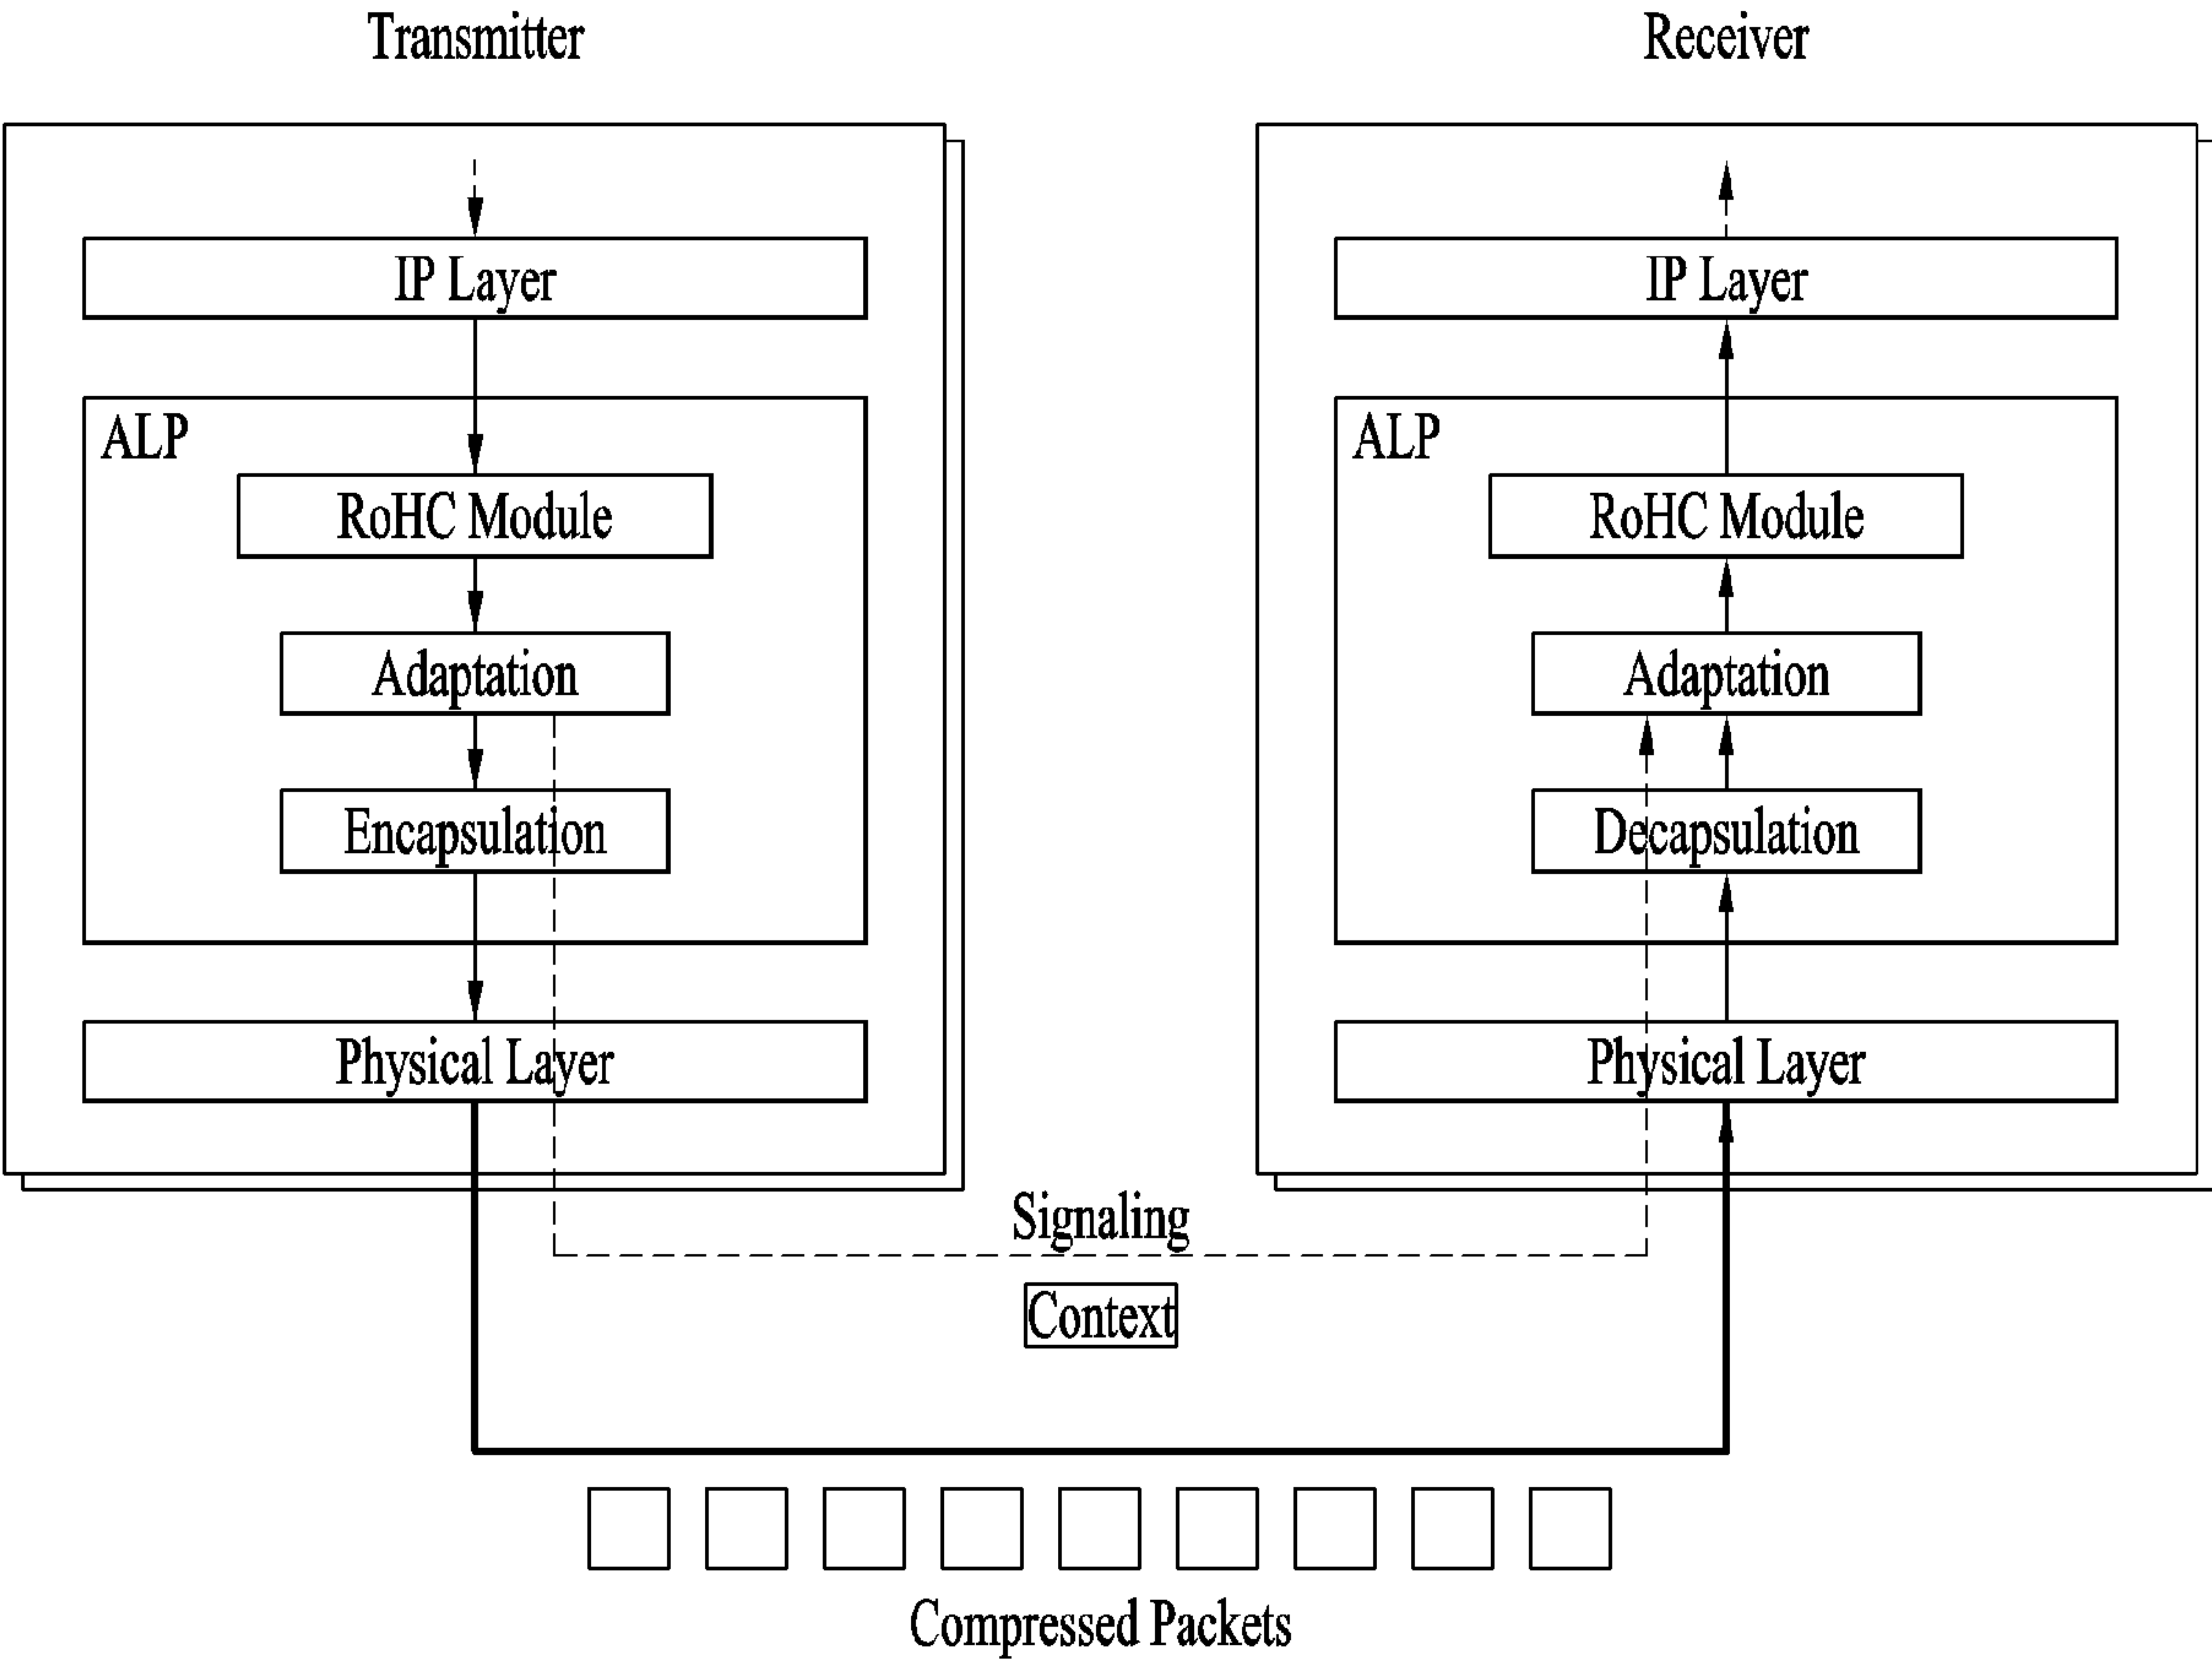 Transmitter
IP Layer
ALP
RoHC Module
Adaptation
Encapsulation
Physical Layer
Receiver
IP Layer
ALP
RoHC Module
Adaptation
Decapsulation
Physical Layer
Signaling
Context
Compressed Packets